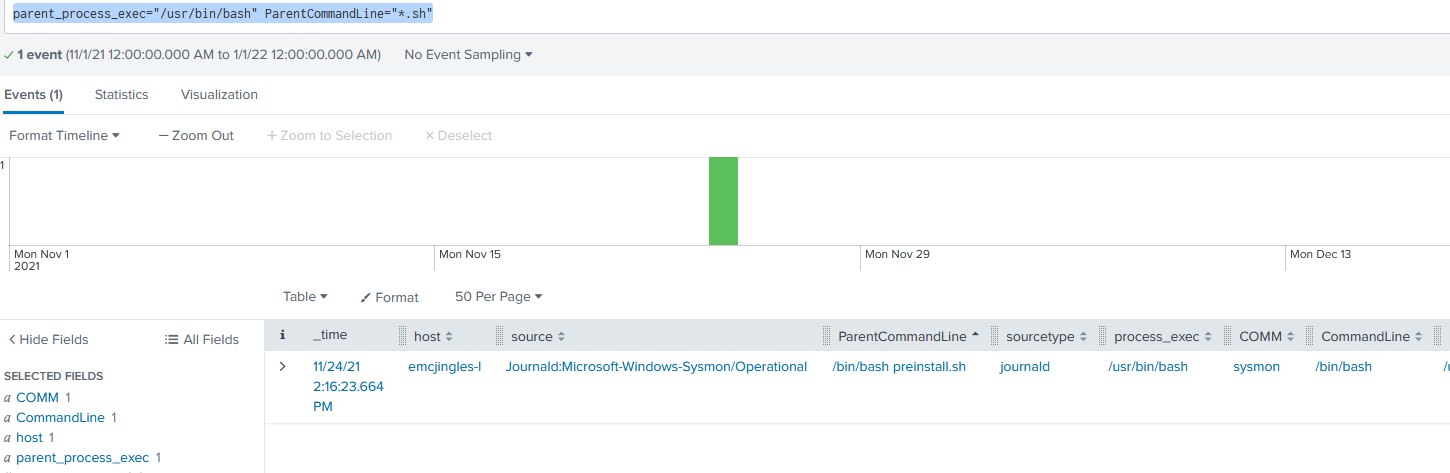 parent_process_exec="/usr/bin/bash" ParentCommandLine="*.sh"
✓ 1 event (11/1/21 12:00:00.000 AM to 1/1/22 12:00:00.000 AM) No Event Sampling ▾
Events (1) Statistics Visualization
Format Timeline ▾ — Zoom Out + Zoom to Selection × Deselect
1
Mon Nov 1 Mon Nov 15 Mon Nov 29 Mon Dec 13
2021
Table ▾ Format 50 Per Page ▾
< Hide Fields All Fields
i _time host source ParentCommandLine sourcetype process_exec COMM CommandLine
SELECTED FIELDS
a COMM 1
a CommandLine 1
a host 1
a parent_process_exec 1
> 11/24/21 emcjingles-l Journald:Microsoft-Windows-Sysmon/Operational /bin/bash preinstall.sh journald /usr/bin/bash sysmon /bin/bash
2:16:23.664
PM